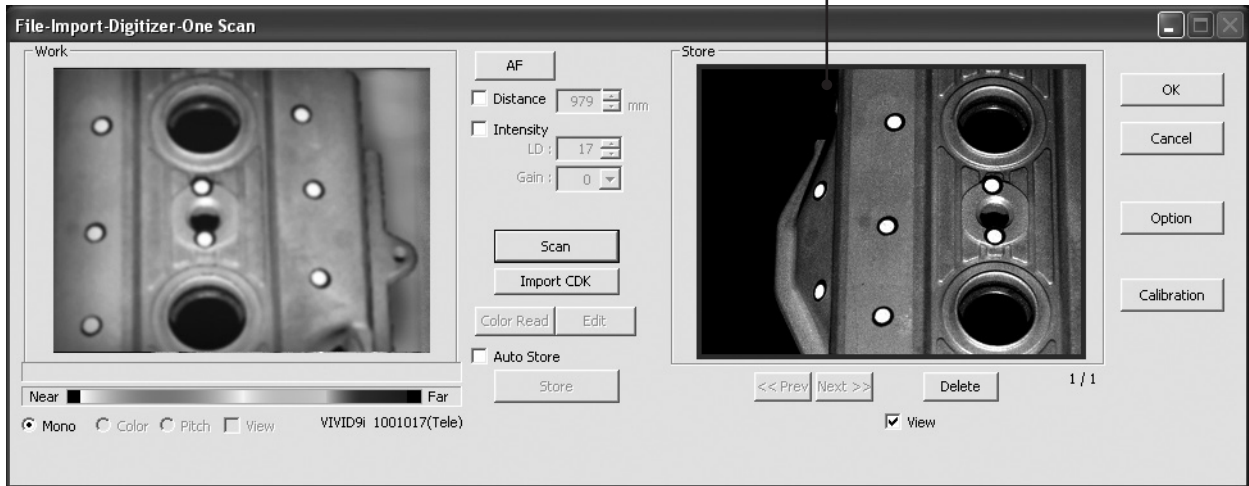 File-Import-Digitizer-One Scan
Work
AF
Distance 979 mm
Intensity
LD : 17
Gain : 0
Scan
Import CDK
Color Read Edit
Auto Store
Store
Near Far
Mono Color Pitch View VIVID9i 1001017(Tele)
Store
<< Prev Next >> Delete 1 / 1
View
OK
Cancel
Option
Calibration